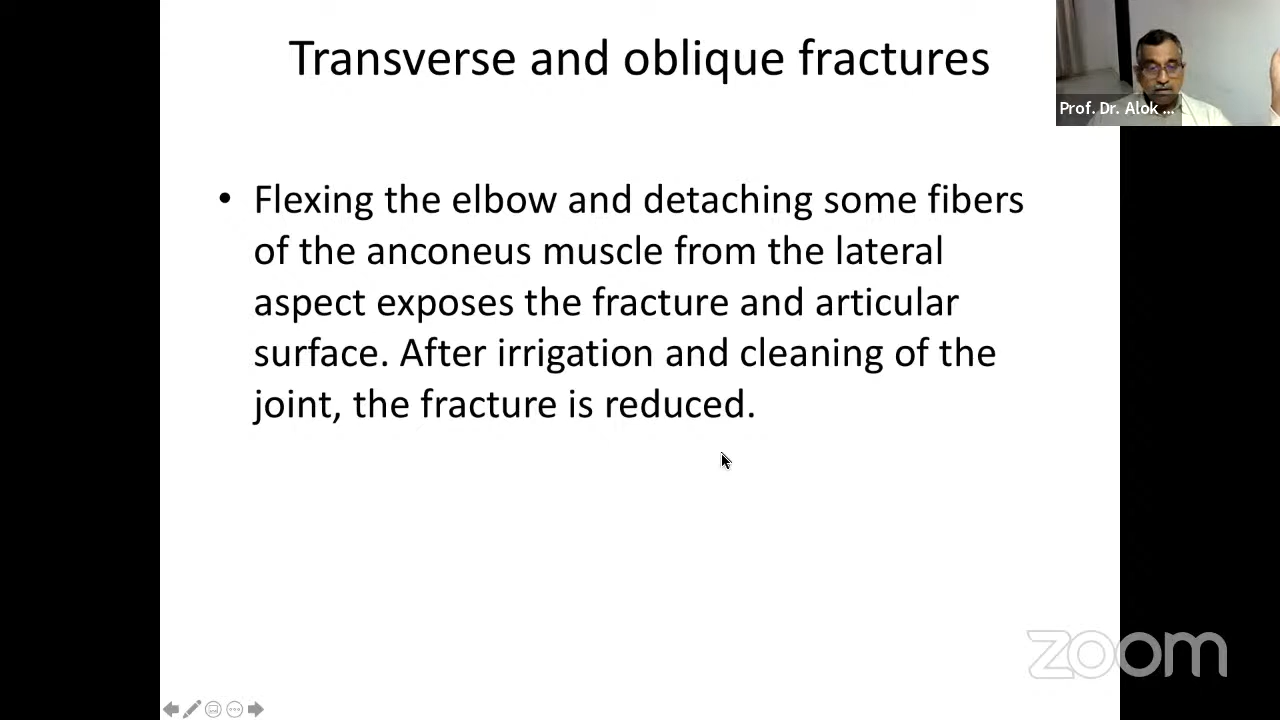 Transverse and oblique fractures
Prof. Dr. Alok ...
• Flexing the elbow and detaching some fibers
of the anconeus muscle from the lateral
aspect exposes the fracture and articular
surface. After irrigation and cleaning of the
joint, the fracture is reduced.
zoom